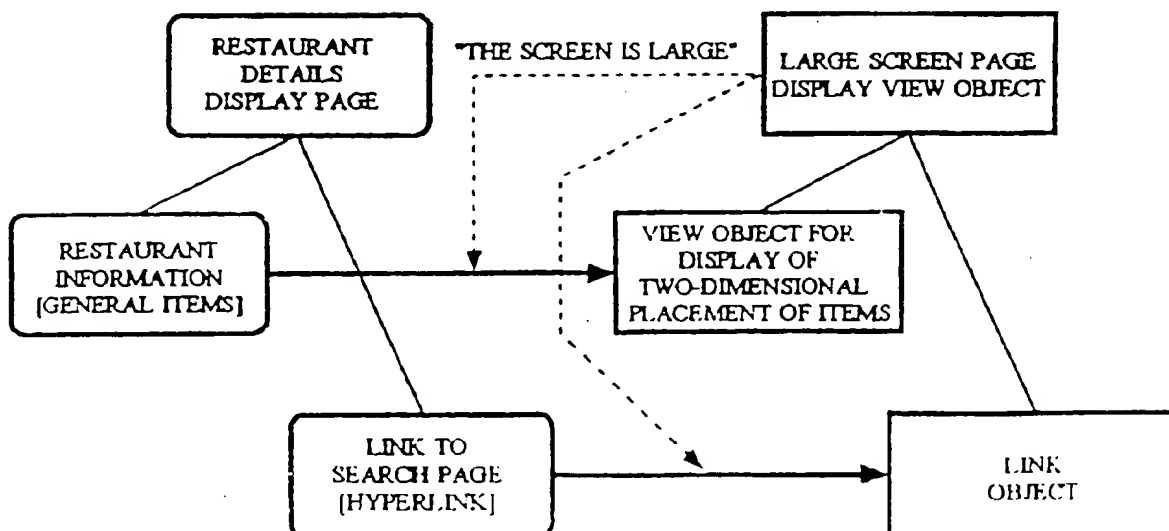 RESTAURANT
DETAILS
DISPLAY PAGE
"THE SCREEN IS LARGE"
LARGE SCREEN PAGE
DISPLAY VIEW OBJECT
RESTAURANT
INFORMATION
[GENERAL ITEMS]
VIEW OBJECT FOR
DISPLAY OF
TWO-DIMENSIONAL
PLACEMENT OF ITEMS
LINK TO
SEARCH PAGE
[HYPERLINK]
LINK
OBJECT